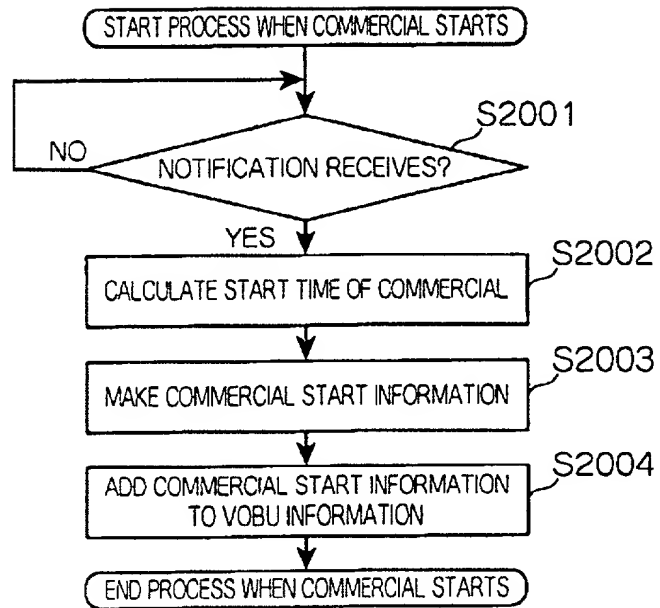 START PROCESS WHEN COMMERCIAL STARTS
S2001
NO
NOTIFICATION RECEIVES?
YES
S2002
CALCULATE START TIME OF COMMERCIAL
S2003
MAKE COMMERCIAL START INFORMATION
S2004
ADD COMMERCIAL START INFORMATION
TO VOBU INFORMATION
END PROCESS WHEN COMMERCIAL STARTS